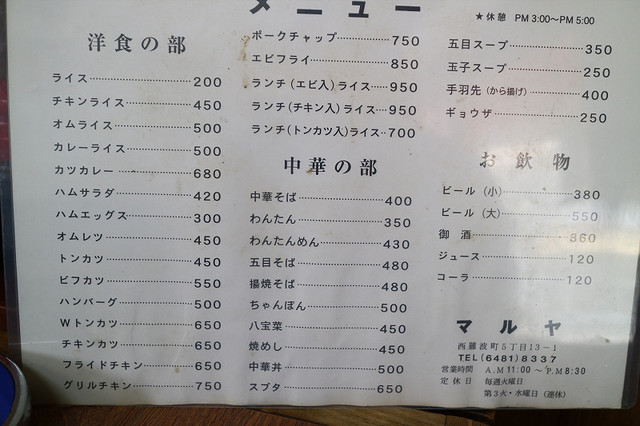 メニュー
★休憩 PM 3:00～PM 5:00
洋食の部
ライス 200
チキンライス 450
オムライス 500
カレーライス 500
カツカレー 680
ハムサラダ 420
ハムエッグス 300
オムレツ 450
トンカツ 450
ビフカツ 550
ハンバーグ 500
Wトンカツ 650
チキンカツ 650
フライドチキン 650
グリルチキン 750
ポークチャップ 750
エビフライ 850
ランチ(エビ入)ライス 950
ランチ(チキン入)ライス 950
ランチ(トンカツ入)ライス 700
中華の部
中華そば 400
わんたん 350
わんたんめん 430
五目そば 480
揚焼そば 480
ちゃんぽん 500
八宝菜 450
焼めし 450
中華丼 500
スブタ 650
五目スープ 350
玉子スープ 250
手羽先(から揚げ) 400
ギョウザ 250
お飲物
ビール(小) 380
ビール(大) 550
御酒 360
ジュース 120
コーラ 120
マルヤ
西難波町5丁目13－1
TEL(6481)8337
営業時間 A.M 11:00～P.M 8:30
定休日 毎週火曜日
第3火・水曜日(連休)